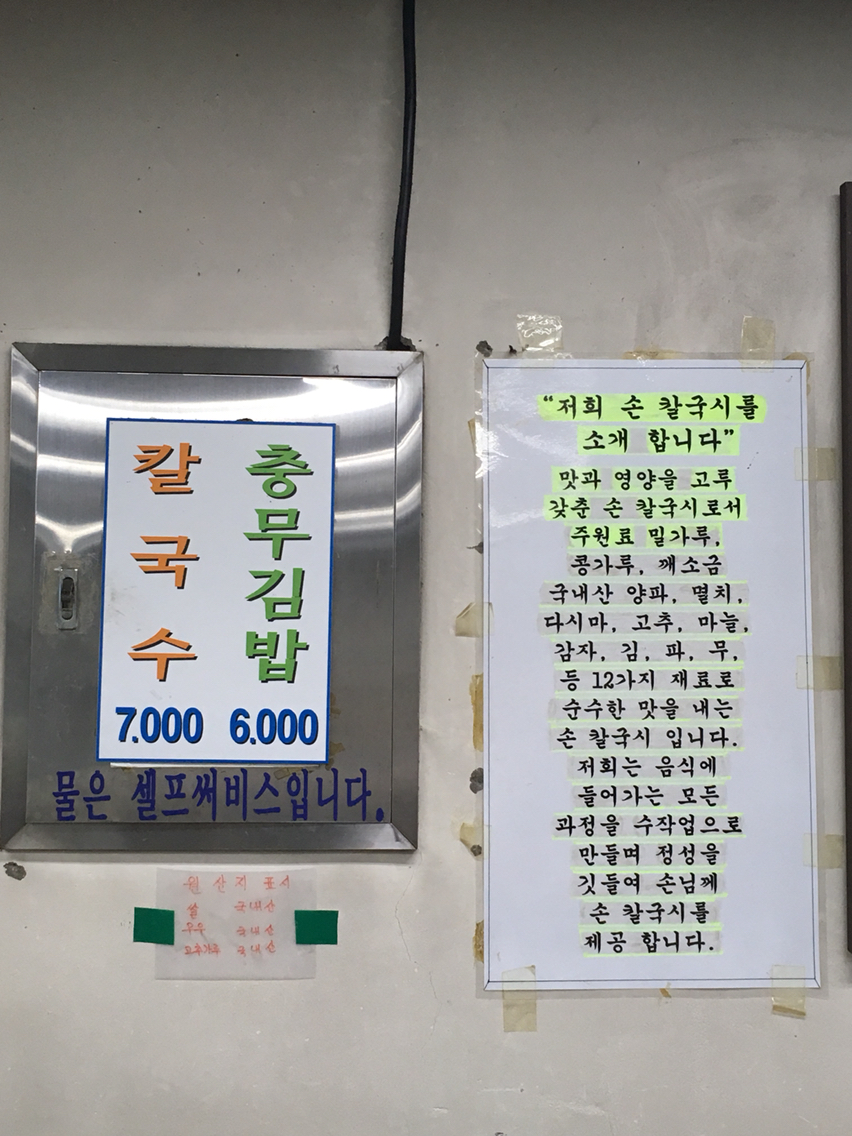 칼국수
충무김밥
7.000 6.000
물은 셀프써비스입니다.
원산지 표시
쌀 국내산
무우 국내산
고추가루 국내산
“저희 손 칼국시를
소개 합니다”
맛과 영양을 고루
갖춘 손 칼국시로서
주원료 밀가루,
콩가루, 깨소금
국내산 양파, 멸치,
다시마, 고추, 마늘,
감자, 김, 파, 무,
등 12가지 재료로
순수한 맛을 내는
손 칼국시 입니다.
저희는 음식에
들어가는 모든
과정을 수작업으로
만들며 정성을
깃들여 손님께
손 칼국시를
제공 합니다.